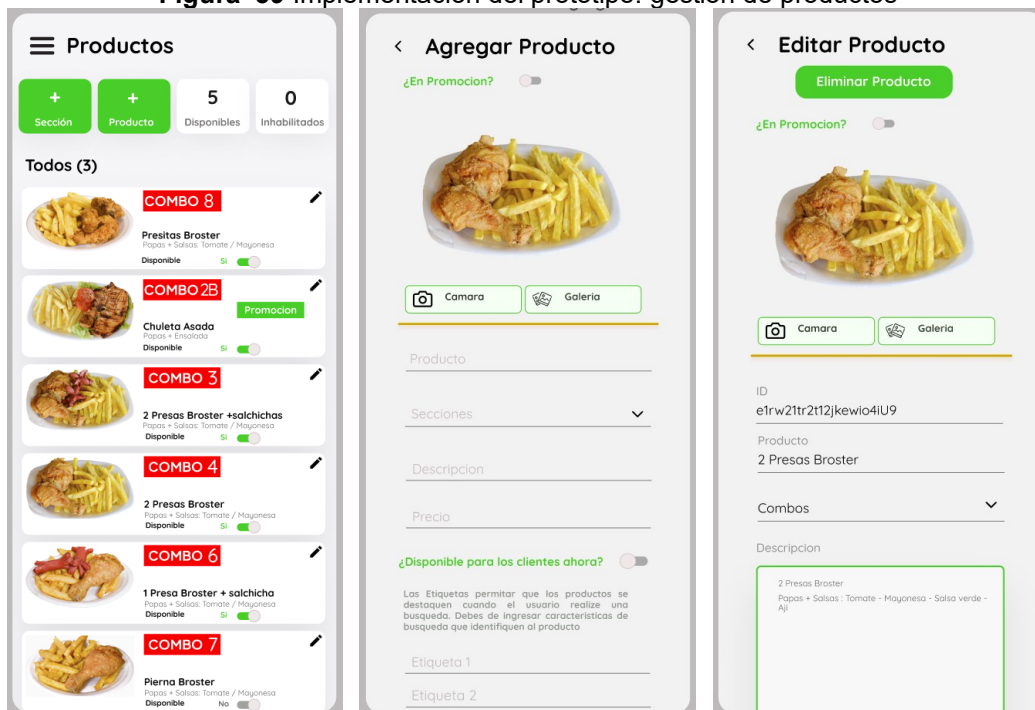 Productos
+
Sección
+
Producto
5
Disponibles
0
Inhabilitados
Todos (3)
COMBO 8
Presitas Broster
Papas + Salsas: Tomate / Mayonesa
Disponible Si
COMBO 2B
Promocion
Chuleta Asada
Papas + Ensalada
Disponible Si
COMBO 3
2 Presas Broster +salchichas
Papas + Salsas: Tomate / Mayonesa
Disponible Si
COMBO 4
2 Presas Broster
Papas + Salsas: Tomate / Mayonesa
Disponible Si
COMBO 6
1 Presa Broster + salchicha
Papas + Salsas: Tomate / Mayonesa
Disponible Si
COMBO 7
Pierna Broster
Papas + Salsas: Tomate / Mayonesa
Disponible No
< Agregar Producto
¿En Promocion?
Camara
Galeria
Producto
Secciones
Descripcion
Precio
¿Disponible para los clientes ahora?
Las Etiquetas permitar que los productos se
destaquen cuando el usuario realize una
busqueda. Debes de ingresar caracteristicas de
busqueda que identifiquen al producto
Etiqueta 1
Etiqueta 2
< Editar Producto
Eliminar Producto
¿En Promocion?
Camara
Galeria
ID
e1rw21tr2t12jkewio4iU9
Producto
2 Presas Broster
Combos
Descripcion
2 Presas Broster
Papas + Salsas : Tomate - Mayonesa - Salsa verde -
Aji